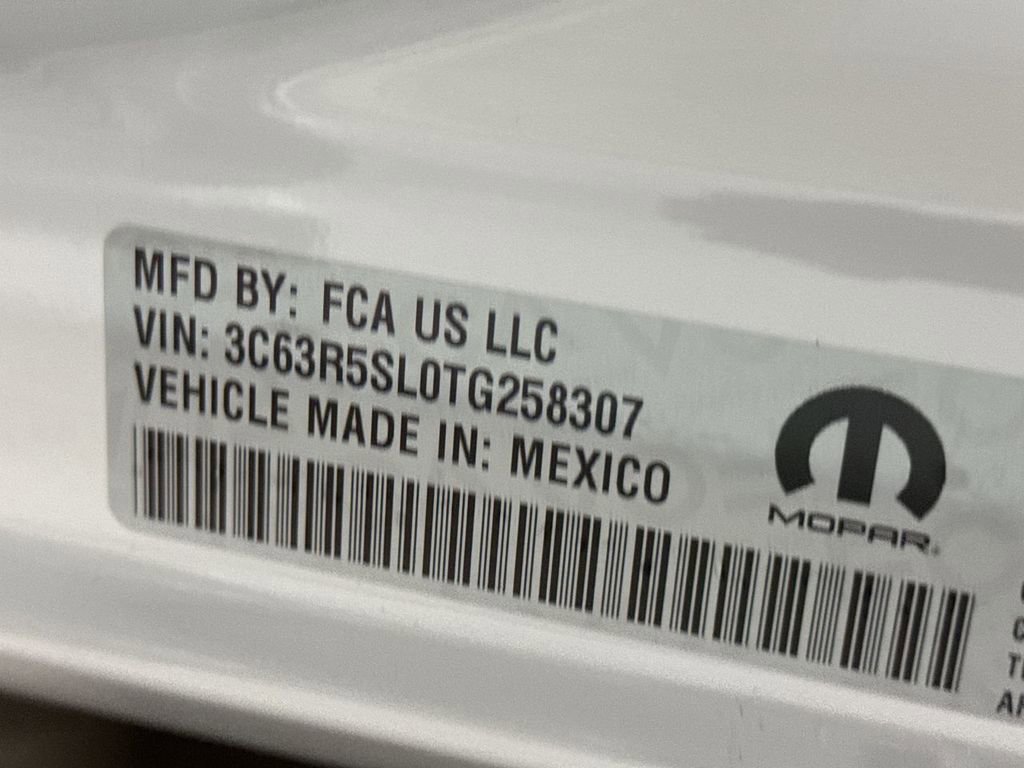 MFD BY: FCA US LLC
VIN: 3C63R5SL0TG258307
VEHICLE MADE IN: MEXICO
MOPAR